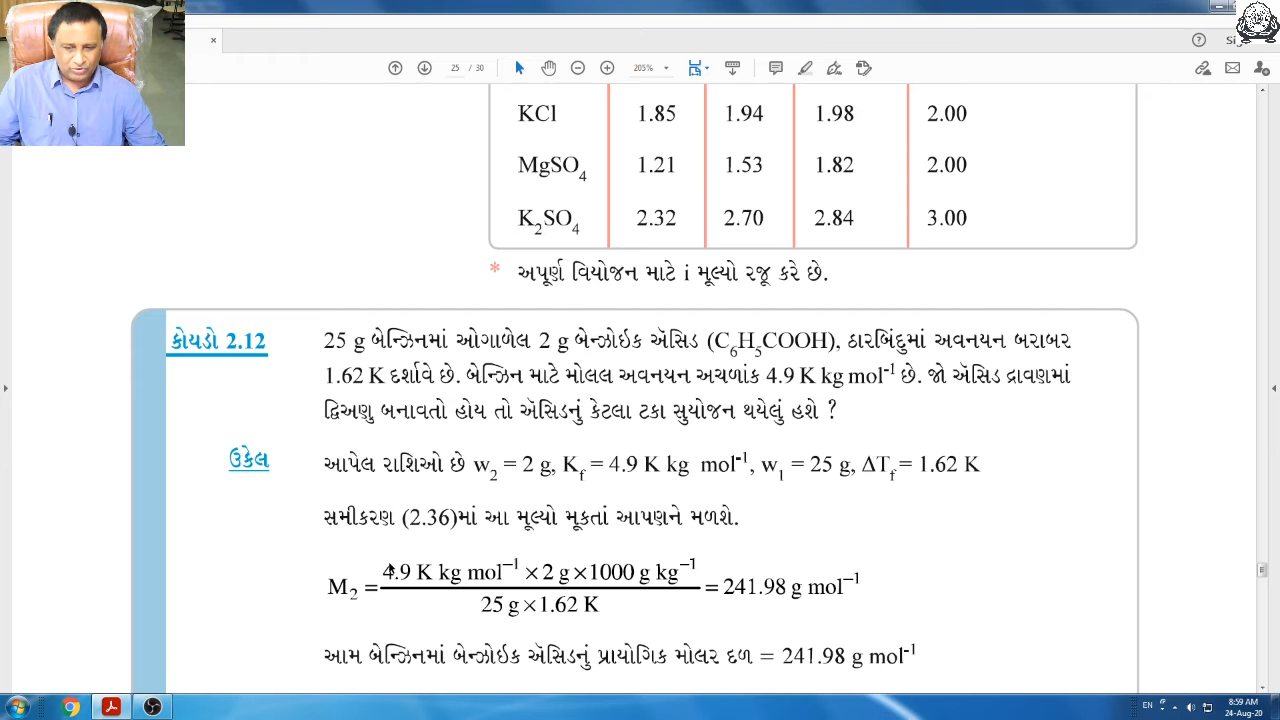 25 / 30
205%
KCl 1.85 1.94 1.98 2.00
MgSO₄ 1.21 1.53 1.82 2.00
K₂SO₄ 2.32 2.70 2.84 3.00
* અપૂર્ણ વિયોજન માટે i મૂલ્યો રજૂ કરે છે.
કોયડો 2.12
25 g બેન્ઝિનમાં ઓગાળેલ 2 g બેન્ઝોઇક ઍસિડ (C₆H₅COOH), ઠારબિંદુમાં અવનયન બરાબર
1.62 K દર્શાવે છે. બેન્ઝિન માટે મોલલ અવનયન અચળાંક 4.9 K kg mol⁻¹ છે. જો ઍસિડ દ્રાવણમાં
દ્વિઅણુ બનાવતો હોય તો ઍસિડનું કેટલા ટકા સુયોજન થયેલું હશે ?
ઉકેલ
આપેલ રાશિઓ છે w₂ = 2 g, K_f = 4.9 K kg mol⁻¹, w₁ = 25 g, ΔT_f = 1.62 K
સમીકરણ (2.36)માં આ મૂલ્યો મૂકતાં આપણને મળશે.
M₂ = 4.9 K kg mol⁻¹ × 2 g × 1000 g kg⁻¹ / 25 g × 1.62 K = 241.98 g mol⁻¹
આમ બેન્ઝિનમાં બેન્ઝોઇક ઍસિડનું પ્રાયોગિક મોલર દળ = 241.98 g mol⁻¹
EN
8:59 AM
24-Aug-20